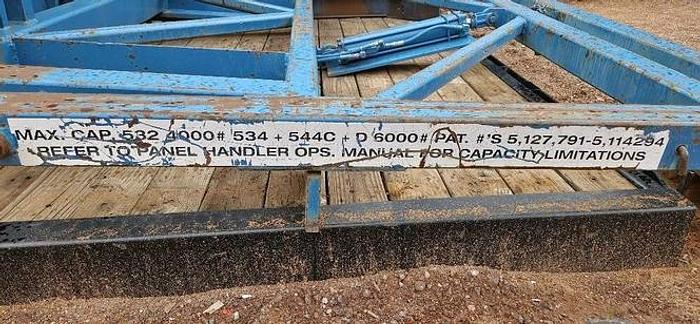 MAX. CAP. 532 4000# 534 + 544C + D 6000# PAT. #'S 5,127,791-5,114294
REFER TO PANEL HANDLER OPS. MANUAL FOR CAPACITY LIMITATIONS